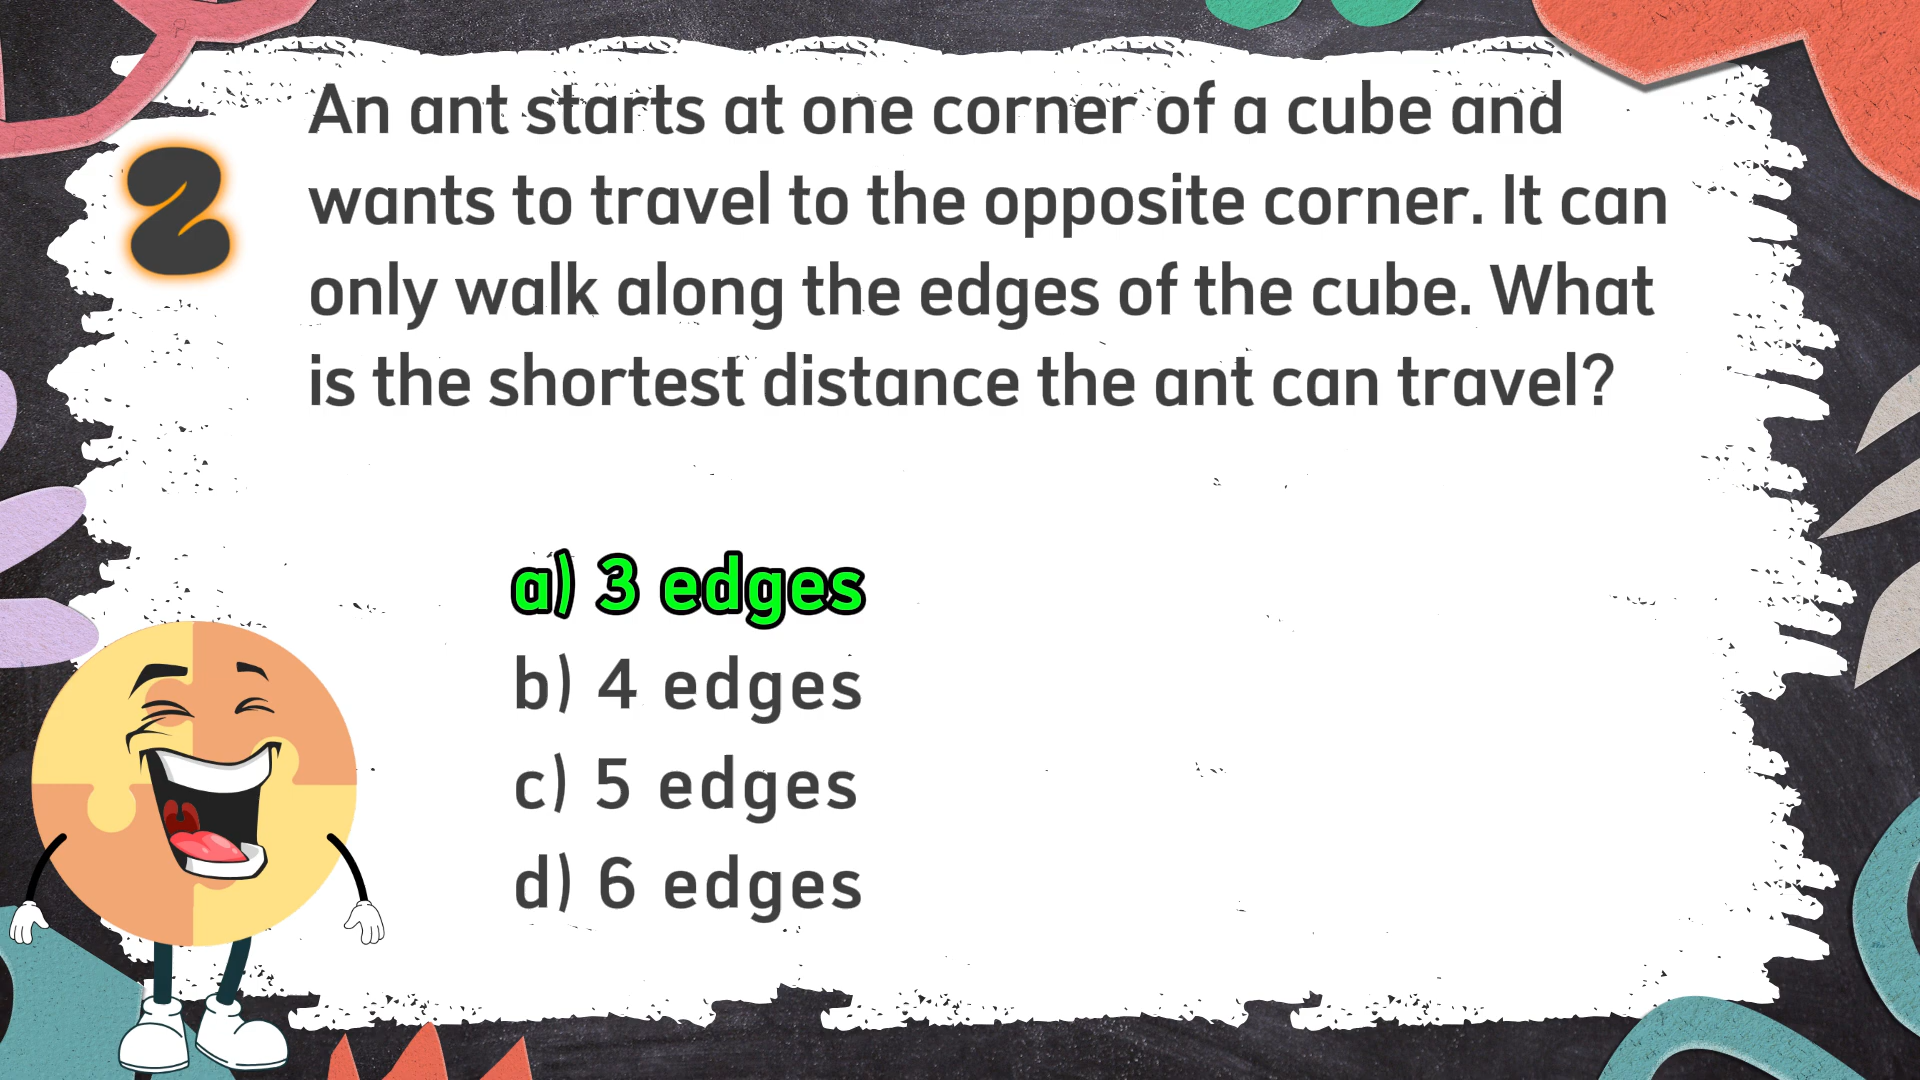 2
An ant starts at one corner of a cube and
wants to travel to the opposite corner. It can
only walk along the edges of the cube. What
is the shortest distance the ant can travel?
a) 3 edges
b) 4 edges
c) 5 edges
d) 6 edges